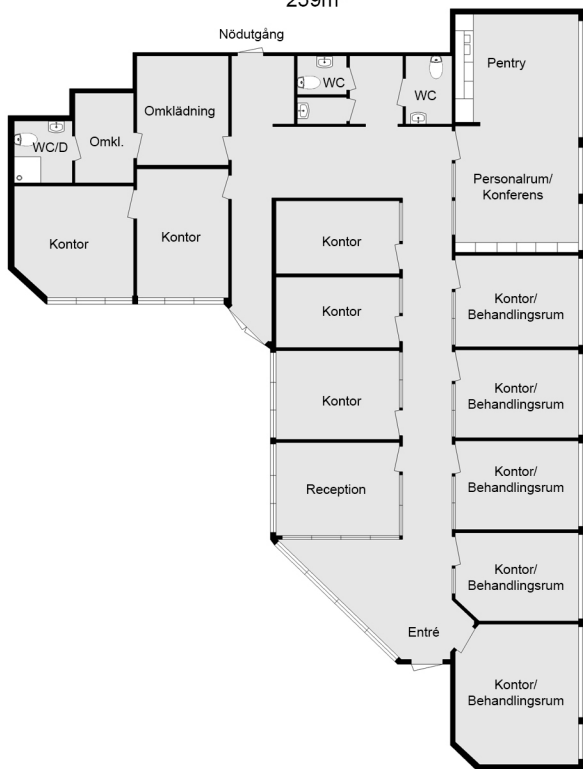 259m
Nödutgång
WC
WC
Pentry
Omklädning
Omkl.
WC/D
Personalrum/
Konferens
Kontor
Kontor
Kontor
Kontor
Kontor
Reception
Kontor/
Behandlingsrum
Kontor/
Behandlingsrum
Kontor/
Behandlingsrum
Kontor/
Behandlingsrum
Entré
Kontor/
Behandlingsrum